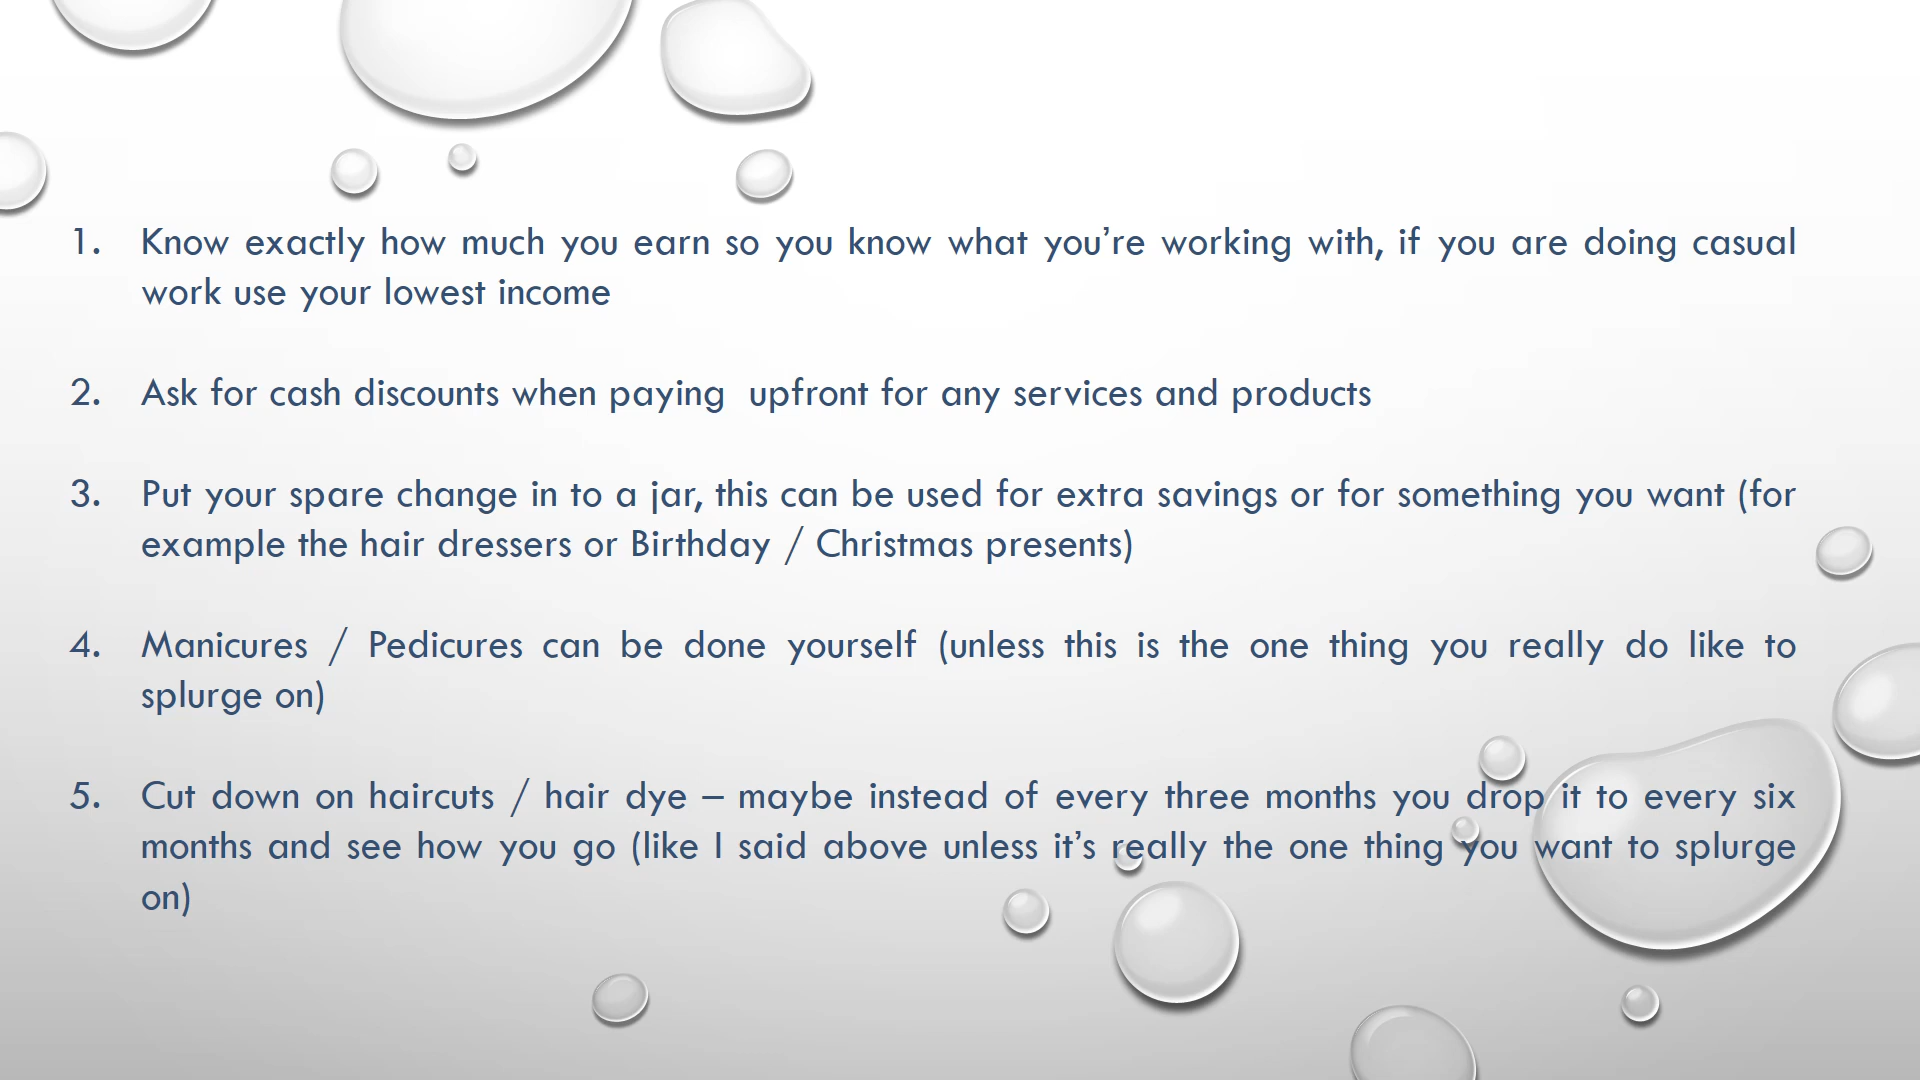 1. Know exactly how much you earn so you know what you’re working with, if you are doing casual
work use your lowest income
2. Ask for cash discounts when paying  upfront for any services and products
3. Put your spare change in to a jar, this can be used for extra savings or for something you want (for
example the hair dressers or Birthday / Christmas presents)
4. Manicures / Pedicures can be done yourself (unless this is the one thing you really do like to
splurge on)
5. Cut down on haircuts / hair dye – maybe instead of every three months you drop it to every six
months and see how you go (like I said above unless it’s really the one thing you want to splurge
on)